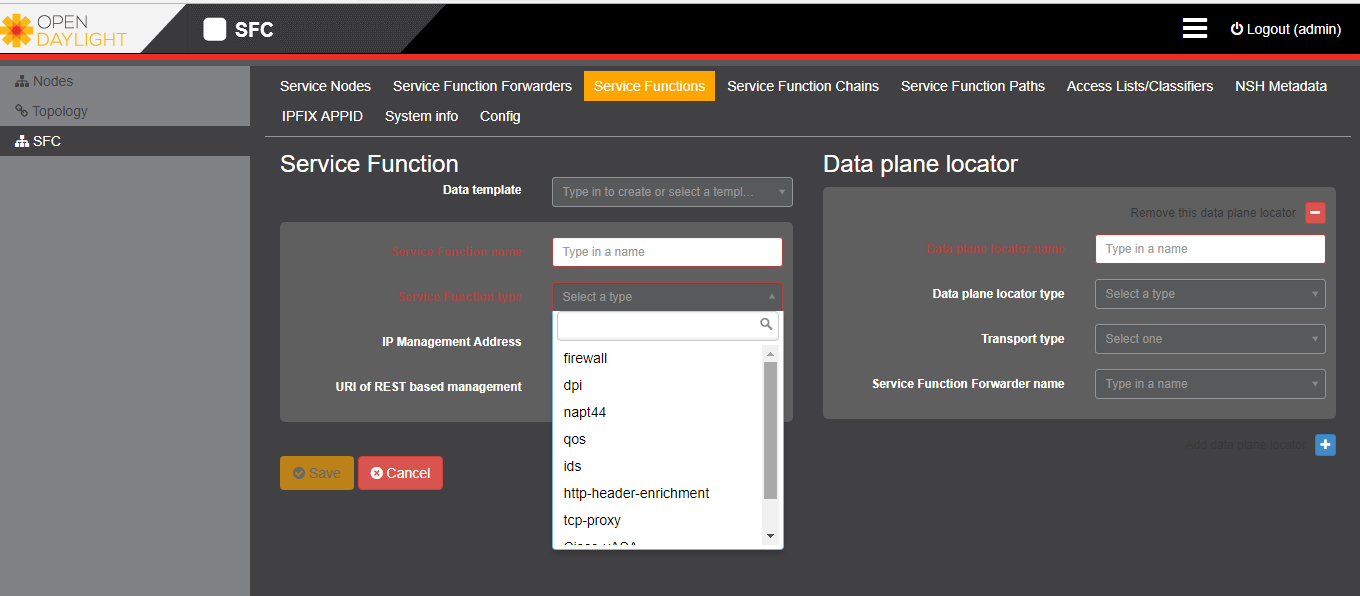 OPEN
DAYLIGHT
SFC
Logout (admin)
Nodes
Topology
SFC
Service Nodes Service Function Forwarders Service Functions Service Function Chains Service Function Paths Access Lists/Classifiers NSH Metadata
IPFIX APPID System info Config
Service Function
Data template
Type in to create or select a templ...
Service Function name
Type in a name
Service Function type
Select a type
IP Management Address
URI of REST based management
firewall
dpi
napt44
qos
ids
http-header-enrichment
tcp-proxy
Save
Cancel
Data plane locator
Remove this data plane locator
Data plane locator name
Type in a name
Data plane locator type
Select a type
Transport type
Select one
Service Function Forwarder name
Type in a name
Add data plane locator